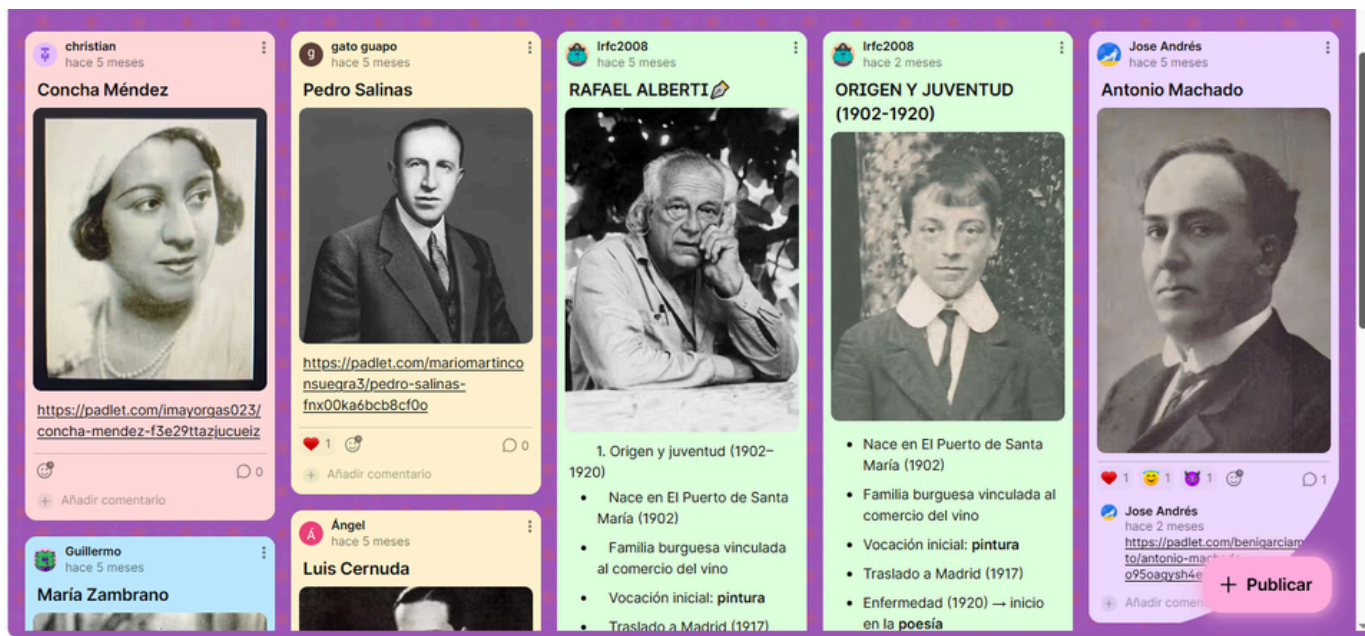 christian
hace 5 meses
Concha Méndez
https://padlet.com/imayorgas023/
concha-mendez-f3e29ttazjucueiz
0
Añadir comentario
Guillermo
hace 5 meses
María Zambrano
g
gato guapo
hace 5 meses
Pedro Salinas
https://padlet.com/mariomartinco
nsuegra3/pedro-salinas-
fnx00ka6bcb8cf0o
1
0
Añadir comentario
Á
Ángel
hace 5 meses
Luis Cernuda
lrfc2008
hace 5 meses
RAFAEL ALBERTI
1. Origen y juventud (1902–
1920)
• Nace en El Puerto de Santa
María (1902)
• Familia burguesa vinculada
al comercio del vino
• Vocación inicial: pintura
• Traslado a Madrid (1917)
lrfc2008
hace 2 meses
ORIGEN Y JUVENTUD
(1902-1920)
• Nace en El Puerto de Santa
María (1902)
• Familia burguesa vinculada al
comercio del vino
• Vocación inicial: pintura
• Traslado a Madrid (1917)
• Enfermedad (1920) → inicio
en la poesía
Jose Andrés
hace 5 meses
Antonio Machado
1 1 1 1
Jose Andrés
hace 2 meses
https://padlet.com/benigarciam
to/antonio-mach
o95oagysh4e
Añadir comen
+ Publicar